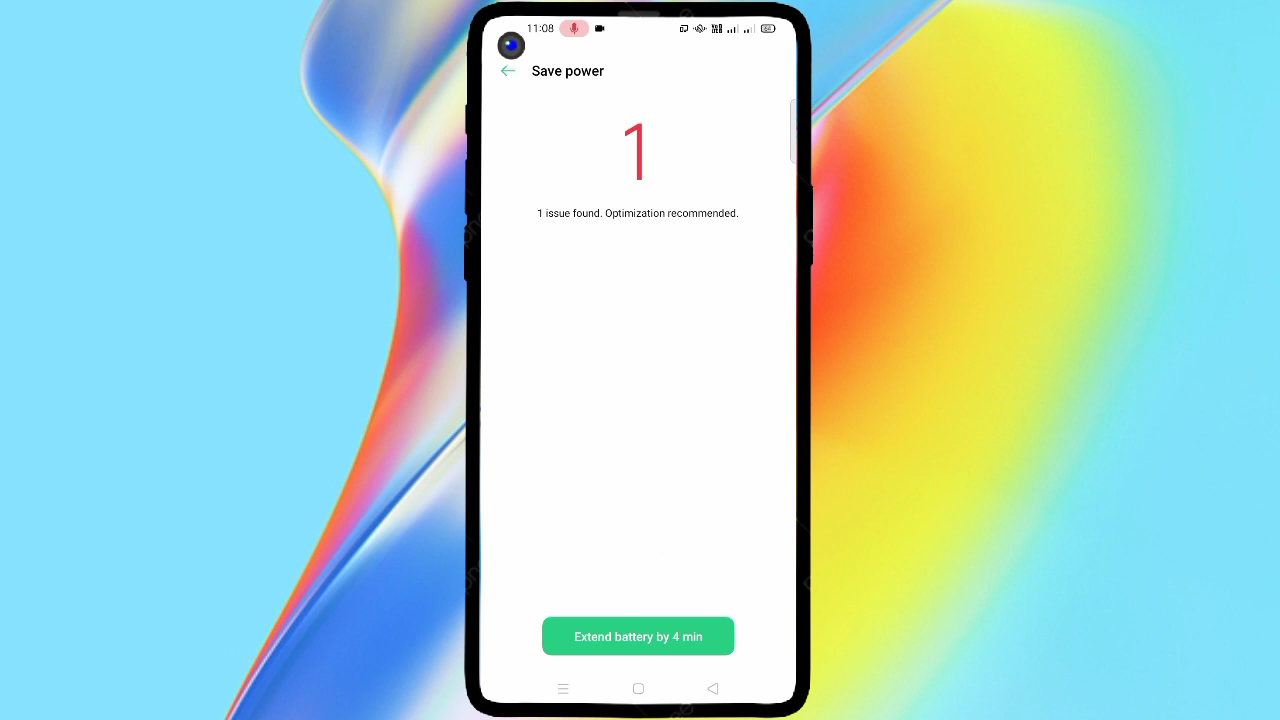 11:08
Save power
1
1 issue found. Optimization recommended.
Extend battery by 4 min